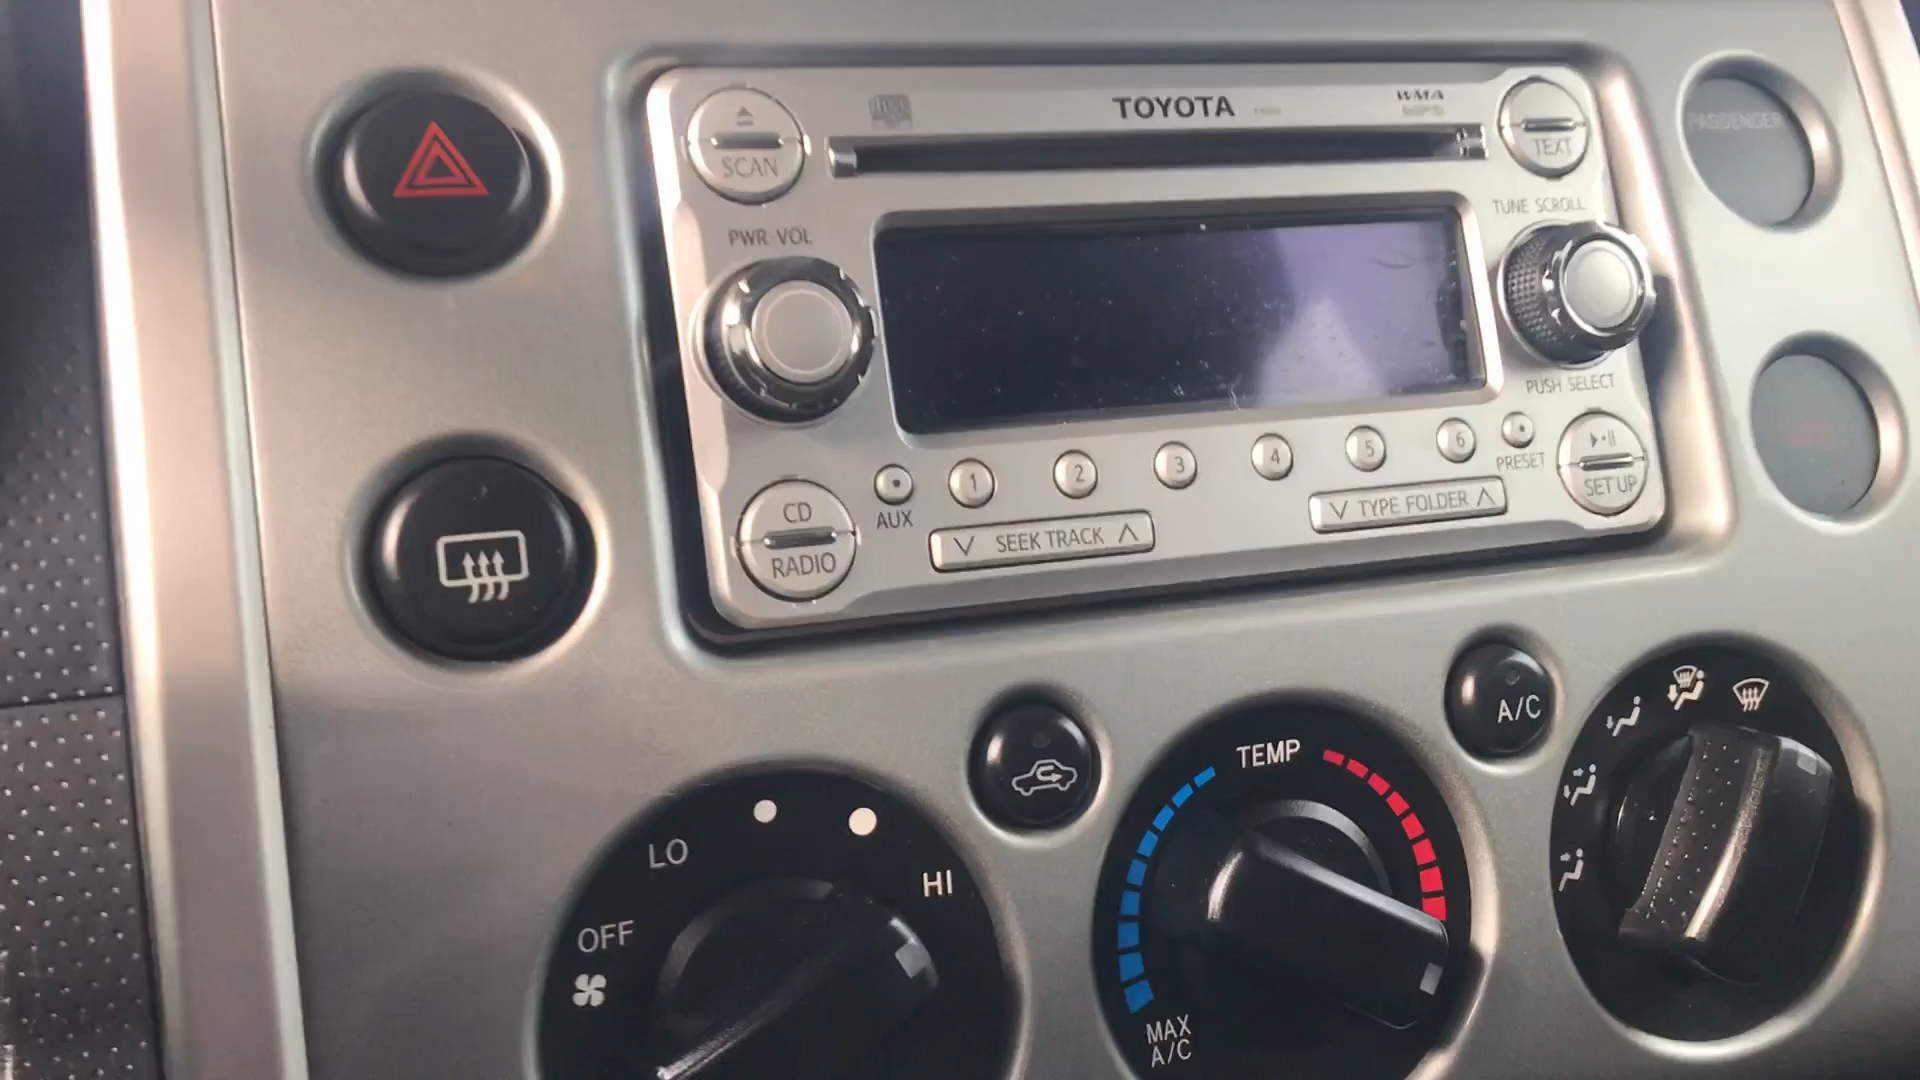 TOYOTA
WMA
SCAN
TEXT
PASSENGER
PWR·VOL
TUNE·SCROLL
PUSH SELECT
1
2
3
4
5
6
CD
RADIO
AUX
PRESET
SEEK TRACK
TYPE FOLDER
SET UP
A/C
TEMP
LO
HI
OFF
MAX
A/C